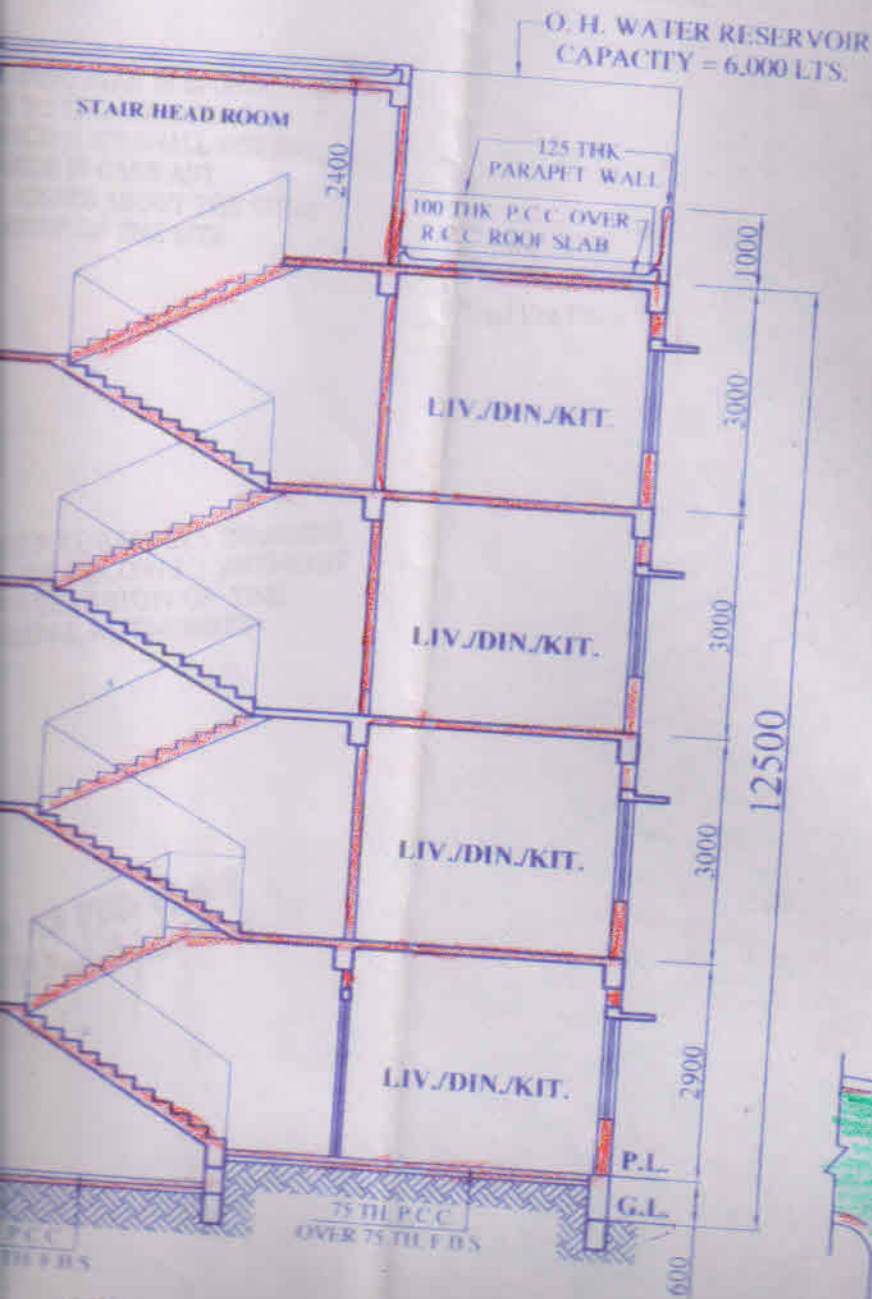 O. H. WATER RESERVOIR
CAPACITY = 6,000 LTS.
STAIR HEAD ROOM
2400
125 THK
PARAPET WALL
100 THK P.C.C OVER
R.C.C ROOF SLAB
1000
LIV./DIN./KIT.
3000
LIV./DIN./KIT.
3000
12500
LIV./DIN./KIT.
3000
LIV./DIN./KIT.
2900
P.L.
G.L.
75 TH. P C C
OVER 75 TH. F B S
P C C
TH. F B S
600